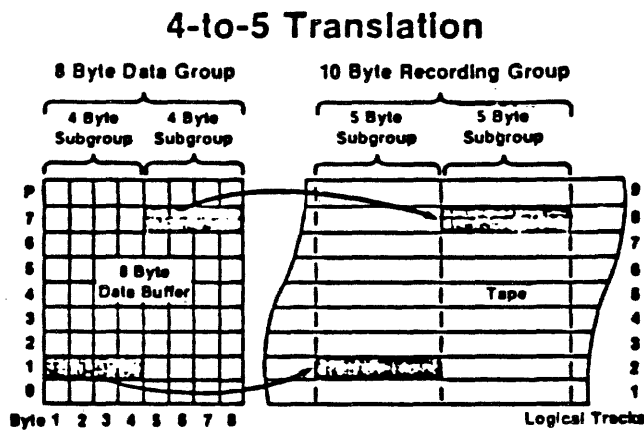 4-to-5 Translation
8 Byte Data Group
10 Byte Recording Group
4 Byte Subgroup
4 Byte Subgroup
5 Byte Subgroup
5 Byte Subgroup
P
7
6
5
4
3
2
1
0
8 Byte
Data Buffer
Tape
9
8
7
6
5
4
3
2
1
Byte 1 2 3 4 5 6 7 8
Logical Tracks